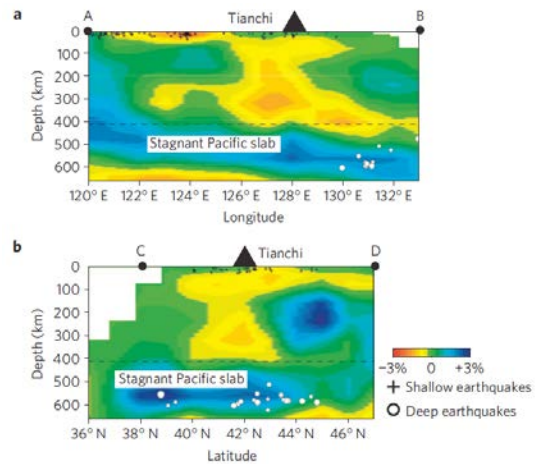 a
A
Tianchi
B
0
100
200
300
400
500
600
Depth (km)
Stagnant Pacific slab
120° E
122° E
124° E
126° E
128° E
130° E
132° E
Longitude
b
C
Tianchi
D
0
100
200
300
400
500
600
Depth (km)
Stagnant Pacific slab
36° N
38° N
40° N
42° N
44° N
46° N
Latitude
–3%
0
+3%
Shallow earthquakes
Deep earthquakes